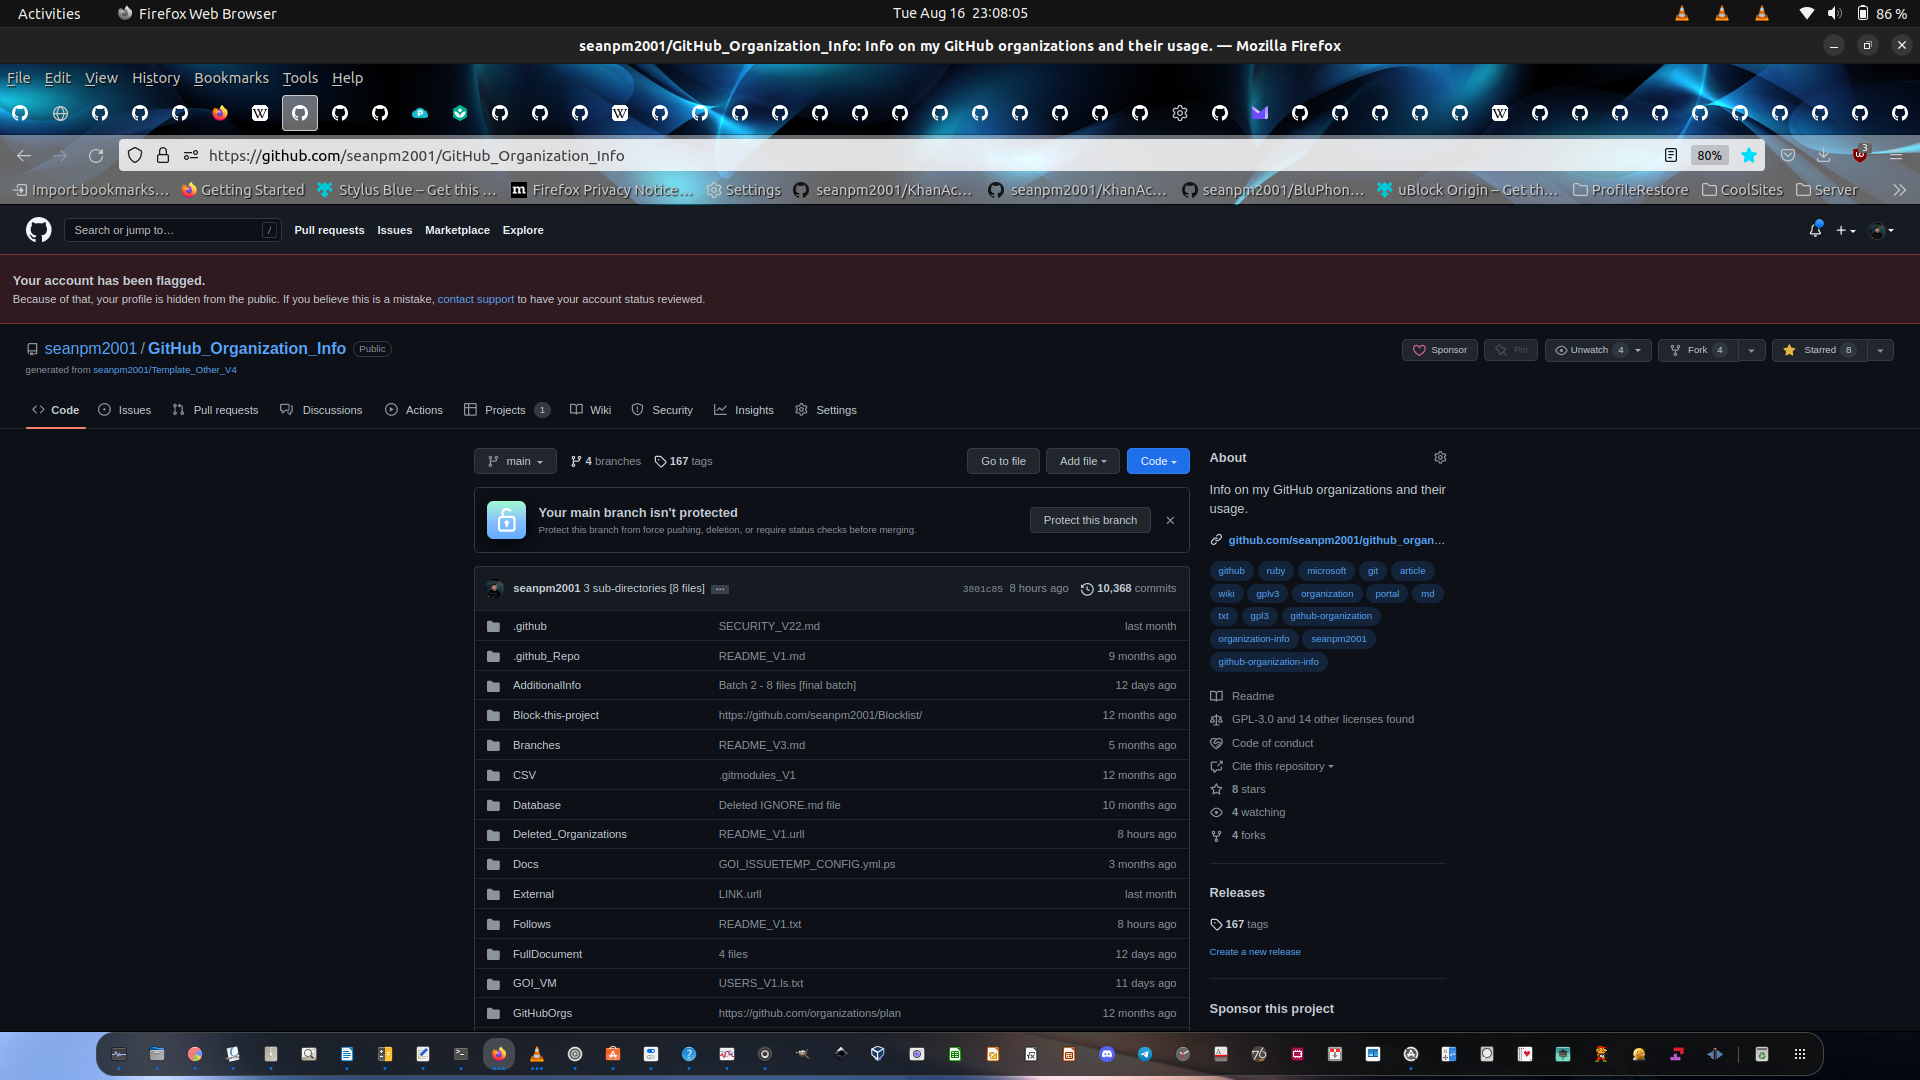 Activities
Firefox Web Browser
Tue Aug 16 23:08:05
86 %
seanpm2001/GitHub_Organization_Info: Info on my GitHub organizations and their usage. — Mozilla Firefox
File Edit View History Bookmarks Tools Help
https://github.com/seanpm2001/GitHub_Organization_Info
80%
3
Import bookmarks…
Getting Started
Stylus Blue – Get this …
Firefox Privacy Notice…
Settings
seanpm2001/KhanAc…
seanpm2001/KhanAc…
seanpm2001/BluPhon…
uBlock Origin – Get th…
ProfileRestore
CoolSites
Server
Search or jump to…
/
Pull requests
Issues
Marketplace
Explore
Your account has been flagged.
Because of that, your profile is hidden from the public. If you believe this is a mistake, contact support to have your account status reviewed.
seanpm2001 / GitHub_Organization_Info
Public
generated from seanpm2001/Template_Other_V4
Sponsor
Pin
Unwatch 4
Fork 4
Starred 8
Code
Issues
Pull requests
Discussions
Actions
Projects 1
Wiki
Security
Insights
Settings
main
4 branches
167 tags
Go to file
Add file
Code
Your main branch isn't protected
Protect this branch from force pushing, deletion, or require status checks before merging.
Protect this branch
seanpm2001 3 sub-directories [8 files]
3801c85 8 hours ago
10,368 commits
.github SECURITY_V22.md last month
.github_Repo README_V1.md 9 months ago
AdditionalInfo Batch 2 - 8 files [final batch] 12 days ago
Block-this-project https://github.com/seanpm2001/Blocklist/ 12 months ago
Branches README_V3.md 5 months ago
CSV .gitmodules_V1 12 months ago
Database Deleted IGNORE.md file 10 months ago
Deleted_Organizations README_V1.urll 8 hours ago
Docs GOI_ISSUETEMP_CONFIG.yml.ps 3 months ago
External LINK.urll last month
Follows README_V1.txt 8 hours ago
FullDocument 4 files 12 days ago
GOI_VM USERS_V1.ls.txt 11 days ago
GitHubOrgs https://github.com/organizations/plan 12 months ago
About
Info on my GitHub organizations and their
usage.
github.com/seanpm2001/github_organ…
github ruby microsoft git article
wiki gplv3 organization portal md
txt gpl3 github-organization
organization-info seanpm2001
github-organization-info
Readme
GPL-3.0 and 14 other licenses found
Code of conduct
Cite this repository
8 stars
4 watching
4 forks
Releases
167 tags
Create a new release
Sponsor this project